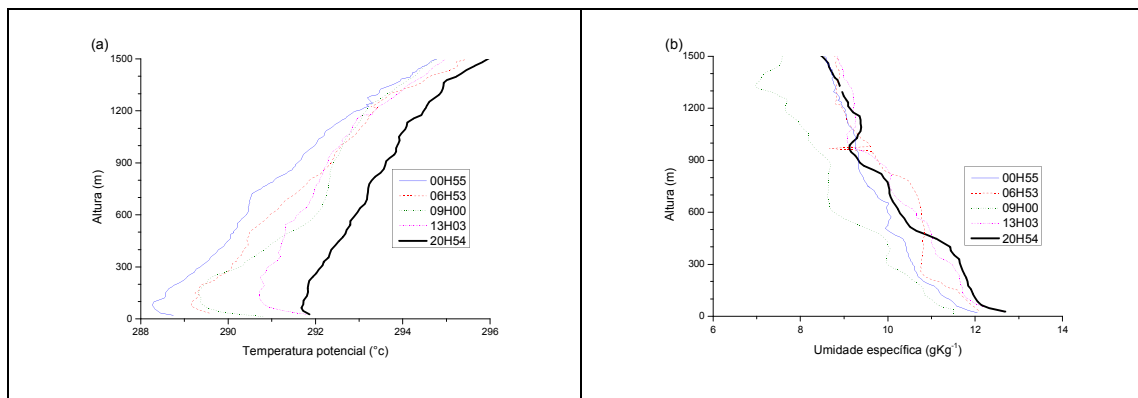 (a)
1500
1200
900
600
300
0
Altura (m)
288 290 292 294 296
Temperatura potencial (°c)
00H55
06H53
09H00
13H03
20H54
(b)
1500
1200
900
600
300
0
Altura (m)
6 8 10 12 14
Umidade específica (gKg⁻¹)
00H55
06H53
09H00
13H03
20H54